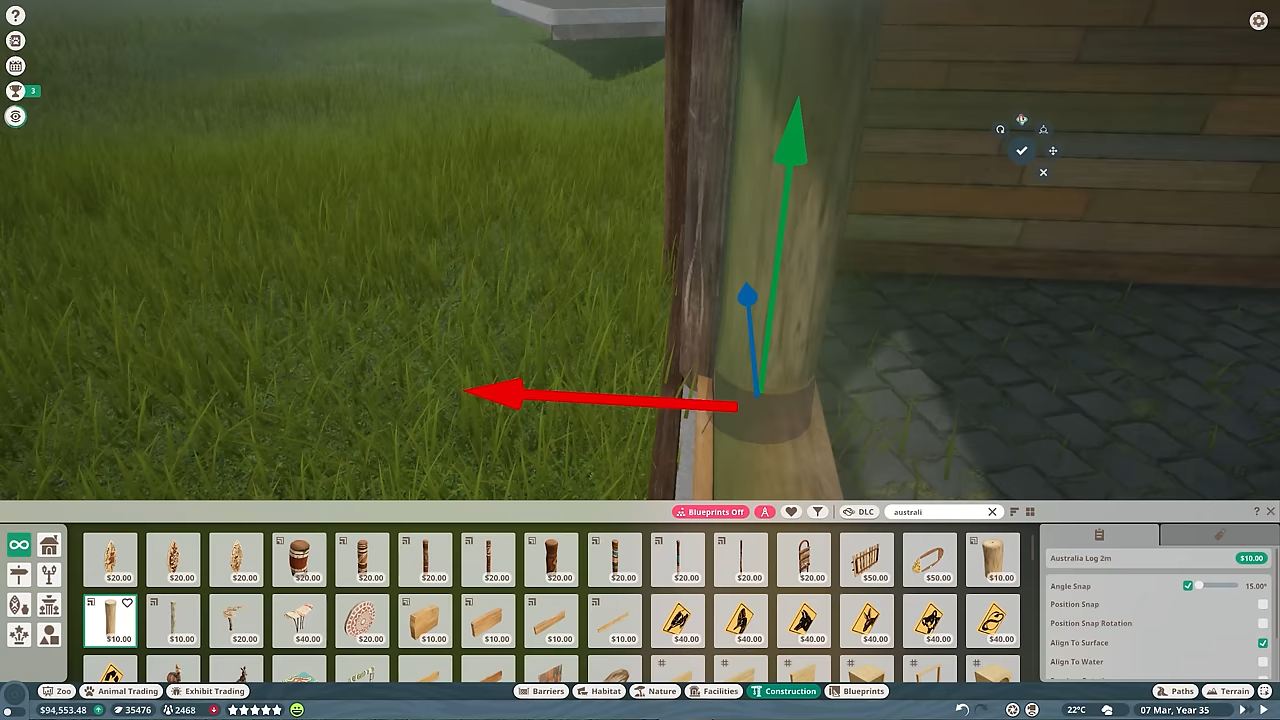 ?
3
Blueprints Off
DLC
australi
?
$20.00 $20.00 $20.00 $20.00 $20.00 $20.00 $20.00 $20.00 $20.00 $20.00 $20.00 $20.00 $50.00 $50.00 $10.00
$10.00 $10.00 $20.00 $40.00 $20.00 $10.00 $10.00 $10.00 $10.00 $40.00 $40.00 $40.00 $40.00 $40.00 $40.00
Australia Log 2m $10.00
Angle Snap 15.00°
Position Snap
Position Snap Rotation
Align To Surface
Align To Water
Zoo Animal Trading Exhibit Trading Barriers Habitat Nature Facilities Construction Blueprints Paths Terrain
$94,553.48 35476 2468 22°C 07 Mar, Year 35